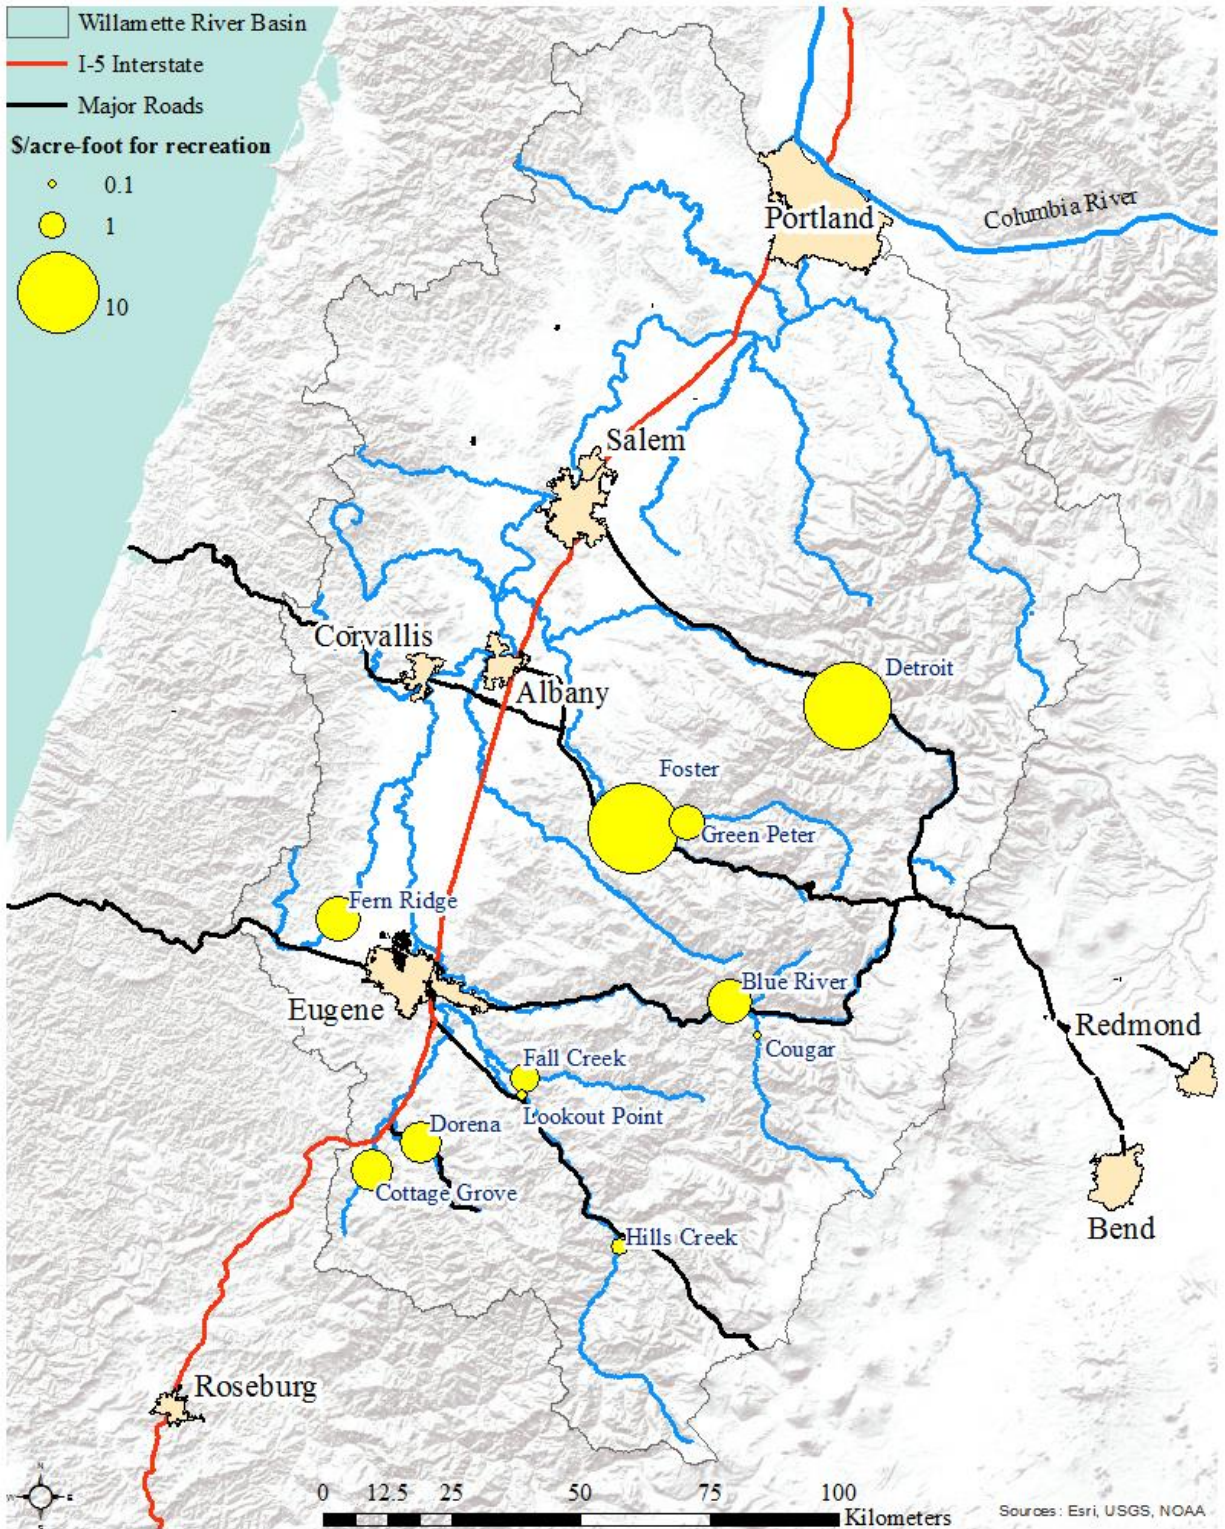 Willamette River Basin
I-5 Interstate
Major Roads
$/acre-foot for recreation
0.1
1
10
Portland
Columbia River
Salem
Corvallis
Albany
Detroit
Foster
Green Peter
Fern Ridge
Eugene
Blue River
Cougar
Redmond
Fall Creek
Lookout Point
Dorena
Cottage Grove
Hills Creek
Bend
Roseburg
N
W E
S
0 12.5 25 50 75 100
Kilometers
Sources: Esri, USGS, NOAA